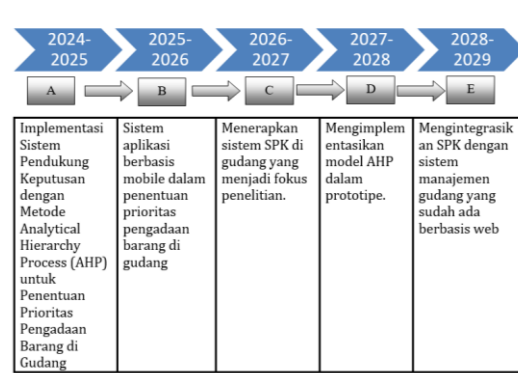 2024-
2025
2025-
2026
2026-
2027
2027-
2028
2028-
2029
A
B
C
D
E
Implementasi
Sistem
Pendukung
Keputusan
dengan
Metode
Analytical
Hierarchy
Process (AHP)
untuk
Penentuan
Prioritas
Pengadaan
Barang di
Gudang
Sistem
aplikasi
berbasis
mobile dalam
penentuan
prioritas
pengadaan
barang di
gudang
Menerapkan
sistem SPK di
gudang yang
menjadi fokus
penelitian.
Mengimplem
entasikan
model AHP
dalam
prototipe.
Mengintegrasik
an SPK dengan
sistem
manajemen
gudang yang
sudah ada
berbasis web